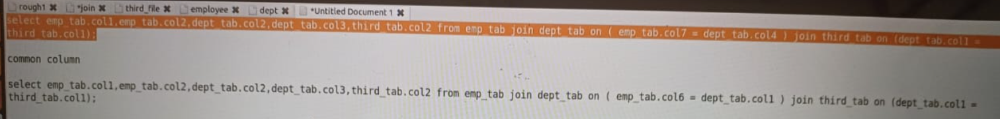 rough1 ✖ *join ✖ third_file ✖ employee ✖ dept ✖ *Untitled Document 1 ✖
select emp_tab.col1,emp_tab.col2,dept_tab.col2,dept_tab.col3,third_tab.col2 from emp_tab join dept_tab on ( emp_tab.col7 = dept_tab.col4 ) join third_tab on (dept_tab.col1 =
third_tab.col1);
common column
select emp_tab.col1,emp_tab.col2,dept_tab.col2,dept_tab.col3,third_tab.col2 from emp_tab join dept_tab on ( emp_tab.col6 = dept_tab.col1 ) join third_tab on (dept_tab.col1 =
third_tab.col1);